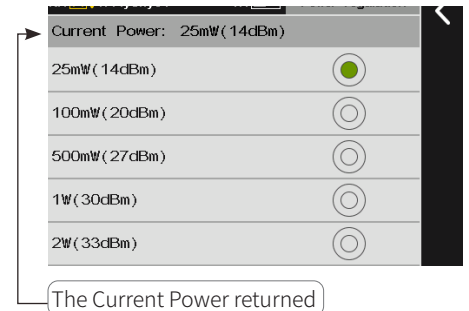 Current Power: 25mW(14dBm)
25mW(14dBm)
100mW(20dBm)
500mW(27dBm)
1W(30dBm)
2W(33dBm)
The Current Power returned